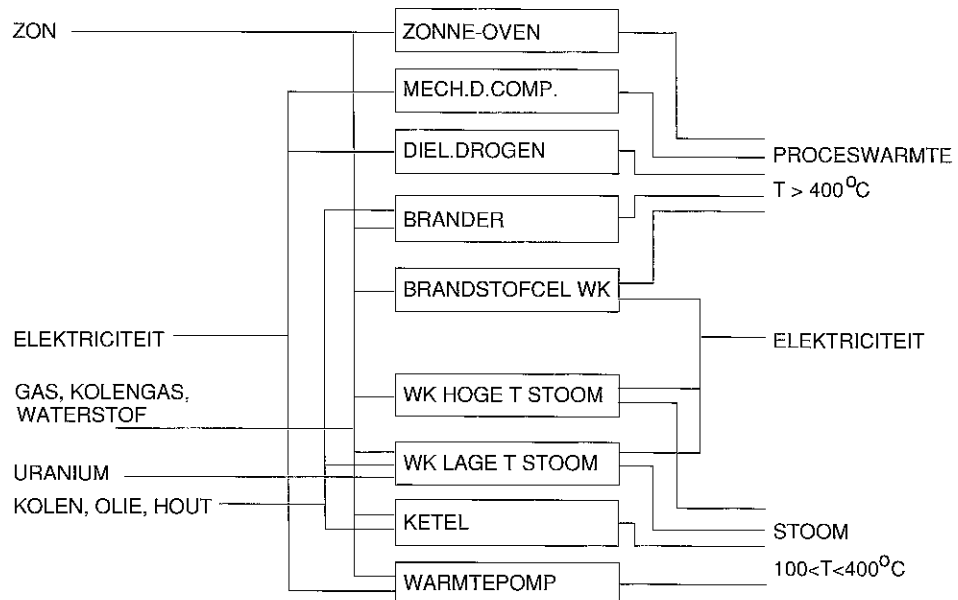 ZON
ELEKTRICITEIT
GAS, KOLENGAS,
WATERSTOF
URANIUM
KOLEN, OLIE, HOUT
ZONNE-OVEN
MECH.D.COMP.
DIEL.DROGEN
BRANDER
BRANDSTOFCEL WK
WK HOGE T STOOM
WK LAGE T STOOM
KETEL
WARMTEPOMP
PROCESWARMTE
T > 400°C
ELEKTRICITEIT
STOOM
100<T<400°C